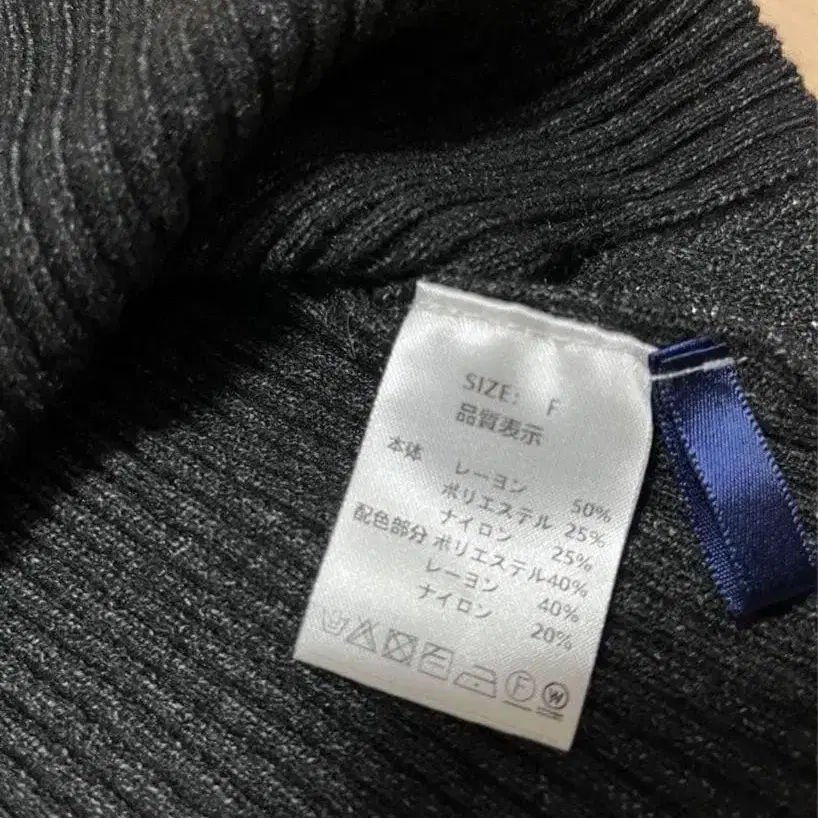 SIZE: F
品質表示
本体 レーヨン 50%
ポリエステル 25%
ナイロン 25%
配色部分 ポリエステル40%
レーヨン 40%
ナイロン 20%
F W